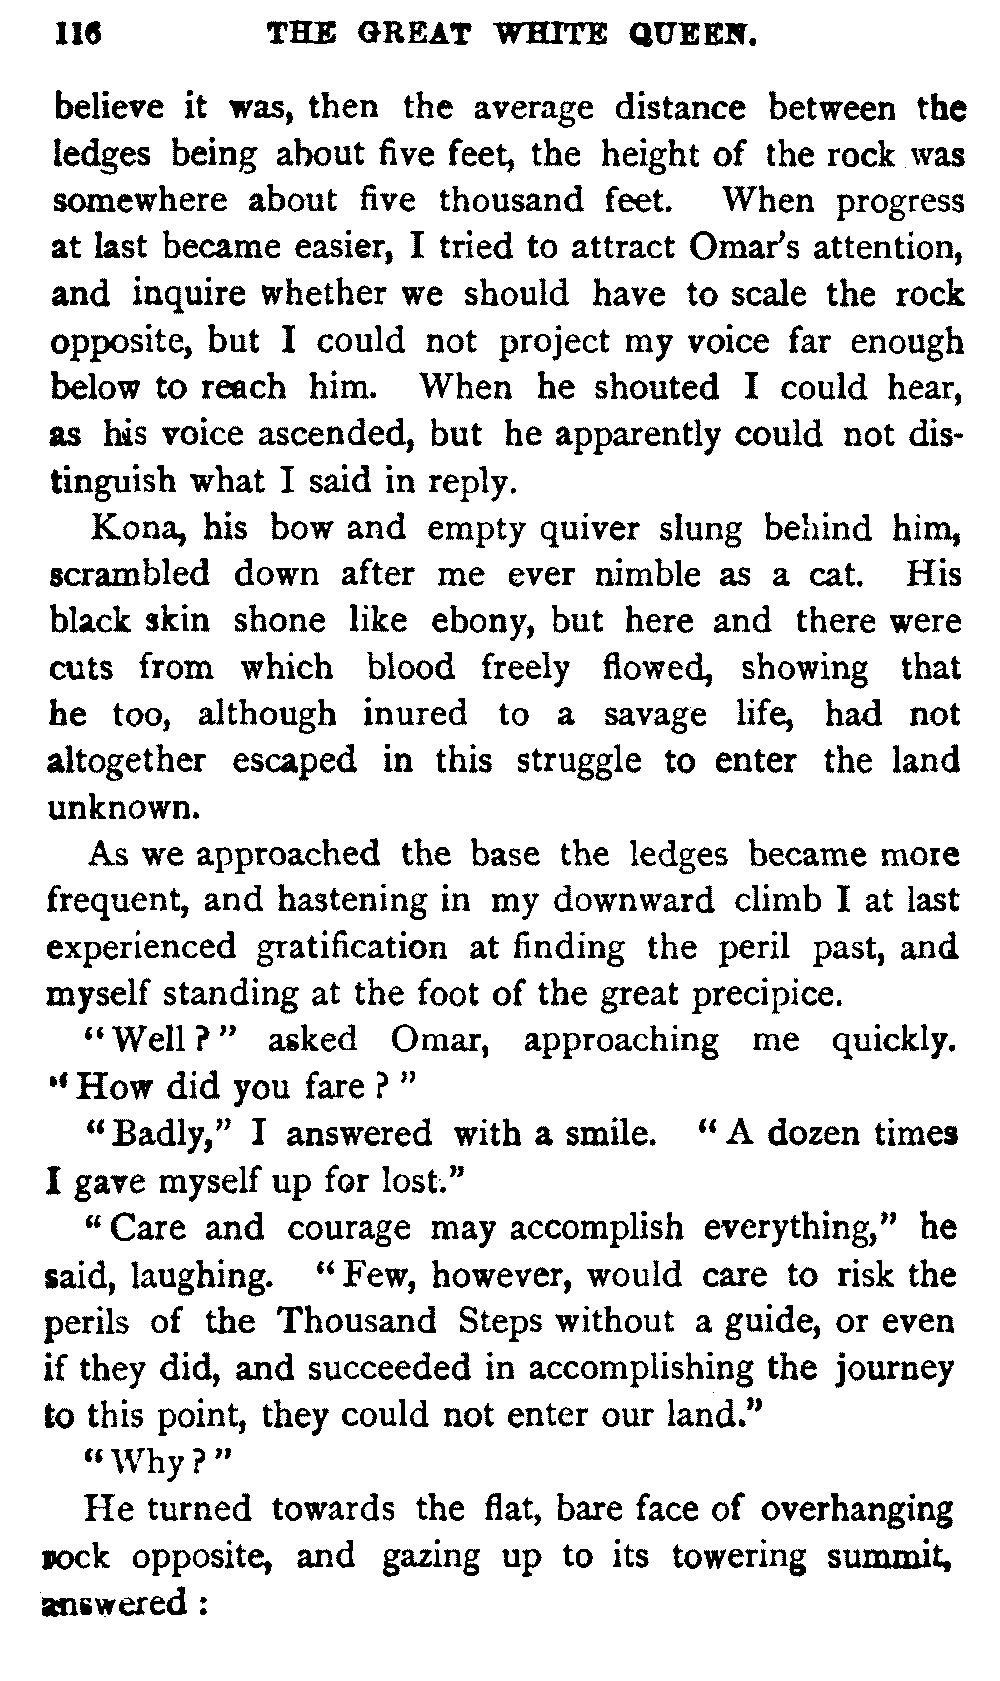 116 THE GREAT WHITE QUEEN.
believe it was, then the average distance between the
ledges being about five feet, the height of the rock was
somewhere about five thousand feet. When progress
at last became easier, I tried to attract Omar's attention,
and inquire whether we should have to scale the rock
opposite, but I could not project my voice far enough
below to reach him. When he shouted I could hear,
as his voice ascended, but he apparently could not dis-
tinguish what I said in reply.
Kona, his bow and empty quiver slung behind him,
scrambled down after me ever nimble as a cat. His
black skin shone like ebony, but here and there were
cuts from which blood freely flowed, showing that
he too, although inured to a savage life, had not
altogether escaped in this struggle to enter the land
unknown.
As we approached the base the ledges became more
frequent, and hastening in my downward climb I at last
experienced gratification at finding the peril past, and
myself standing at the foot of the great precipice.
"Well?" asked Omar, approaching me quickly.
"How did you fare?"
"Badly," I answered with a smile. "A dozen times
I gave myself up for lost."
"Care and courage may accomplish everything," he
said, laughing. "Few, however, would care to risk the
perils of the Thousand Steps without a guide, or even
if they did, and succeeded in accomplishing the journey
to this point, they could not enter our land."
"Why?"
He turned towards the flat, bare face of overhanging
rock opposite, and gazing up to its towering summit,
answered: